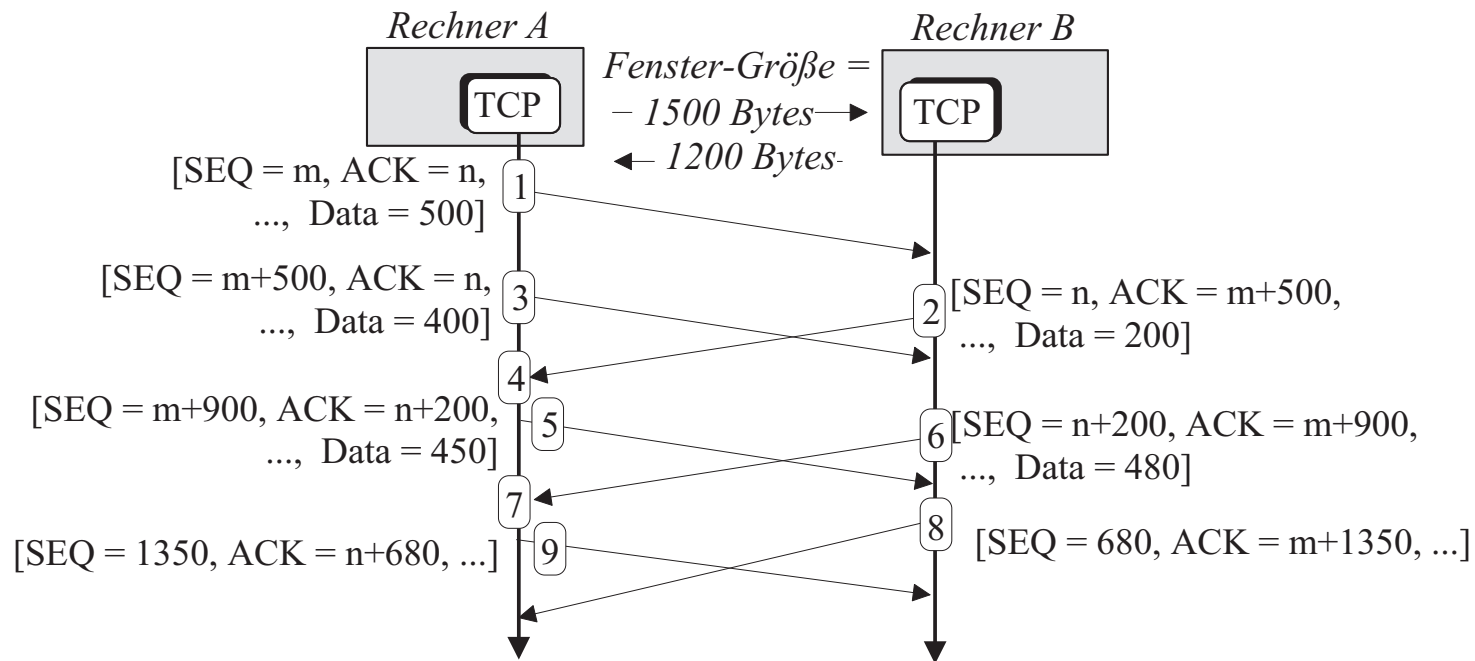 Rechner A
Rechner B
Fenster-Größe =
TCP
– 1500 Bytes
TCP
1200 Bytes
[SEQ = m, ACK = n,
..., Data = 500]
1
[SEQ = m+500, ACK = n,
..., Data = 400]
3
2
[SEQ = n, ACK = m+500,
..., Data = 200]
4
[SEQ = m+900, ACK = n+200,
..., Data = 450]
5
6
[SEQ = n+200, ACK = m+900,
..., Data = 480]
7
8
[SEQ = 1350, ACK = n+680, ...]
9
[SEQ = 680, ACK = m+1350, ...]